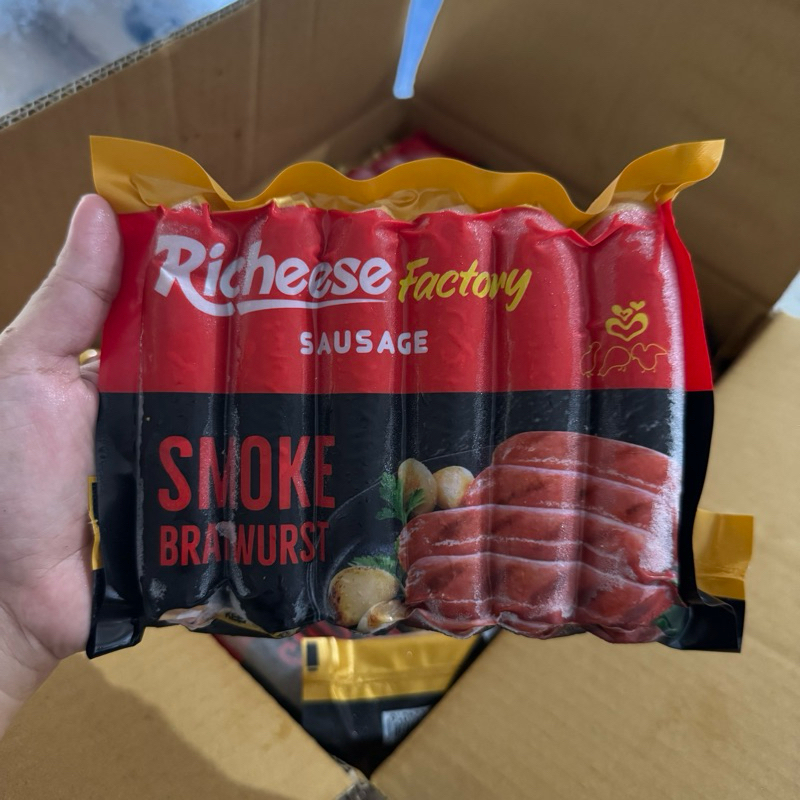 Richeese Factory
SAUSAGE
SMOKE
BRATWURST